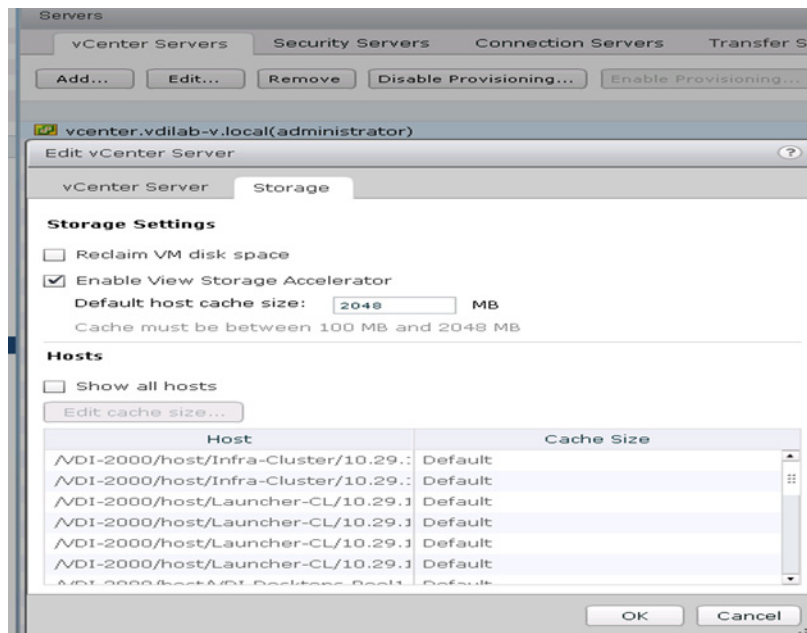 Servers
vCenter Servers Security Servers Connection Servers Transfer S
Add... Edit... Remove Disable Provisioning... Enable Provisioning...
vcenter.vdilab-v.local(administrator)
Edit vCenter Server ?
vCenter Server Storage
Storage Settings
Reclaim VM disk space
Enable View Storage Accelerator
Default host cache size: 2048 MB
Cache must be between 100 MB and 2048 MB
Hosts
Show all hosts
Edit cache size...
Host Cache Size
/VDI-2000/host/Infra-Cluster/10.29.: Default
/VDI-2000/host/Infra-Cluster/10.29.: Default
/VDI-2000/host/Launcher-CL/10.29.1 Default
/VDI-2000/host/Launcher-CL/10.29.1 Default
/VDI-2000/host/Launcher-CL/10.29.1 Default
/VDI-2000/host/Launcher-CL/10.29.1 Default
Default
OK Cancel